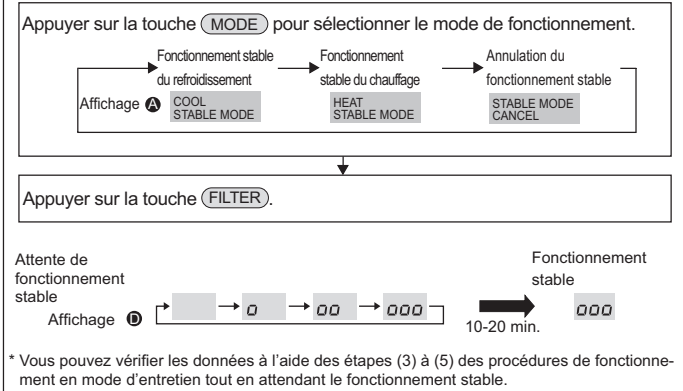 Appuyer sur la touche MODE pour sélectionner le mode de fonctionnement.
Fonctionnement stable
du refroidissement
Fonctionnement
stable du chauffage
Annulation du
fonctionnement stable
Affichage A
COOL
STABLE MODE
HEAT
STABLE MODE
STABLE MODE
CANCEL
Appuyer sur la touche FILTER.
Attente de
fonctionnement
stable
Affichage D
0
00
000
10-20 min.
Fonctionnement
stable
000
* Vous pouvez vérifier les données à l'aide des étapes (3) à (5) des procédures de fonctionne-
ment en mode d'entretien tout en attendant le fonctionnement stable.